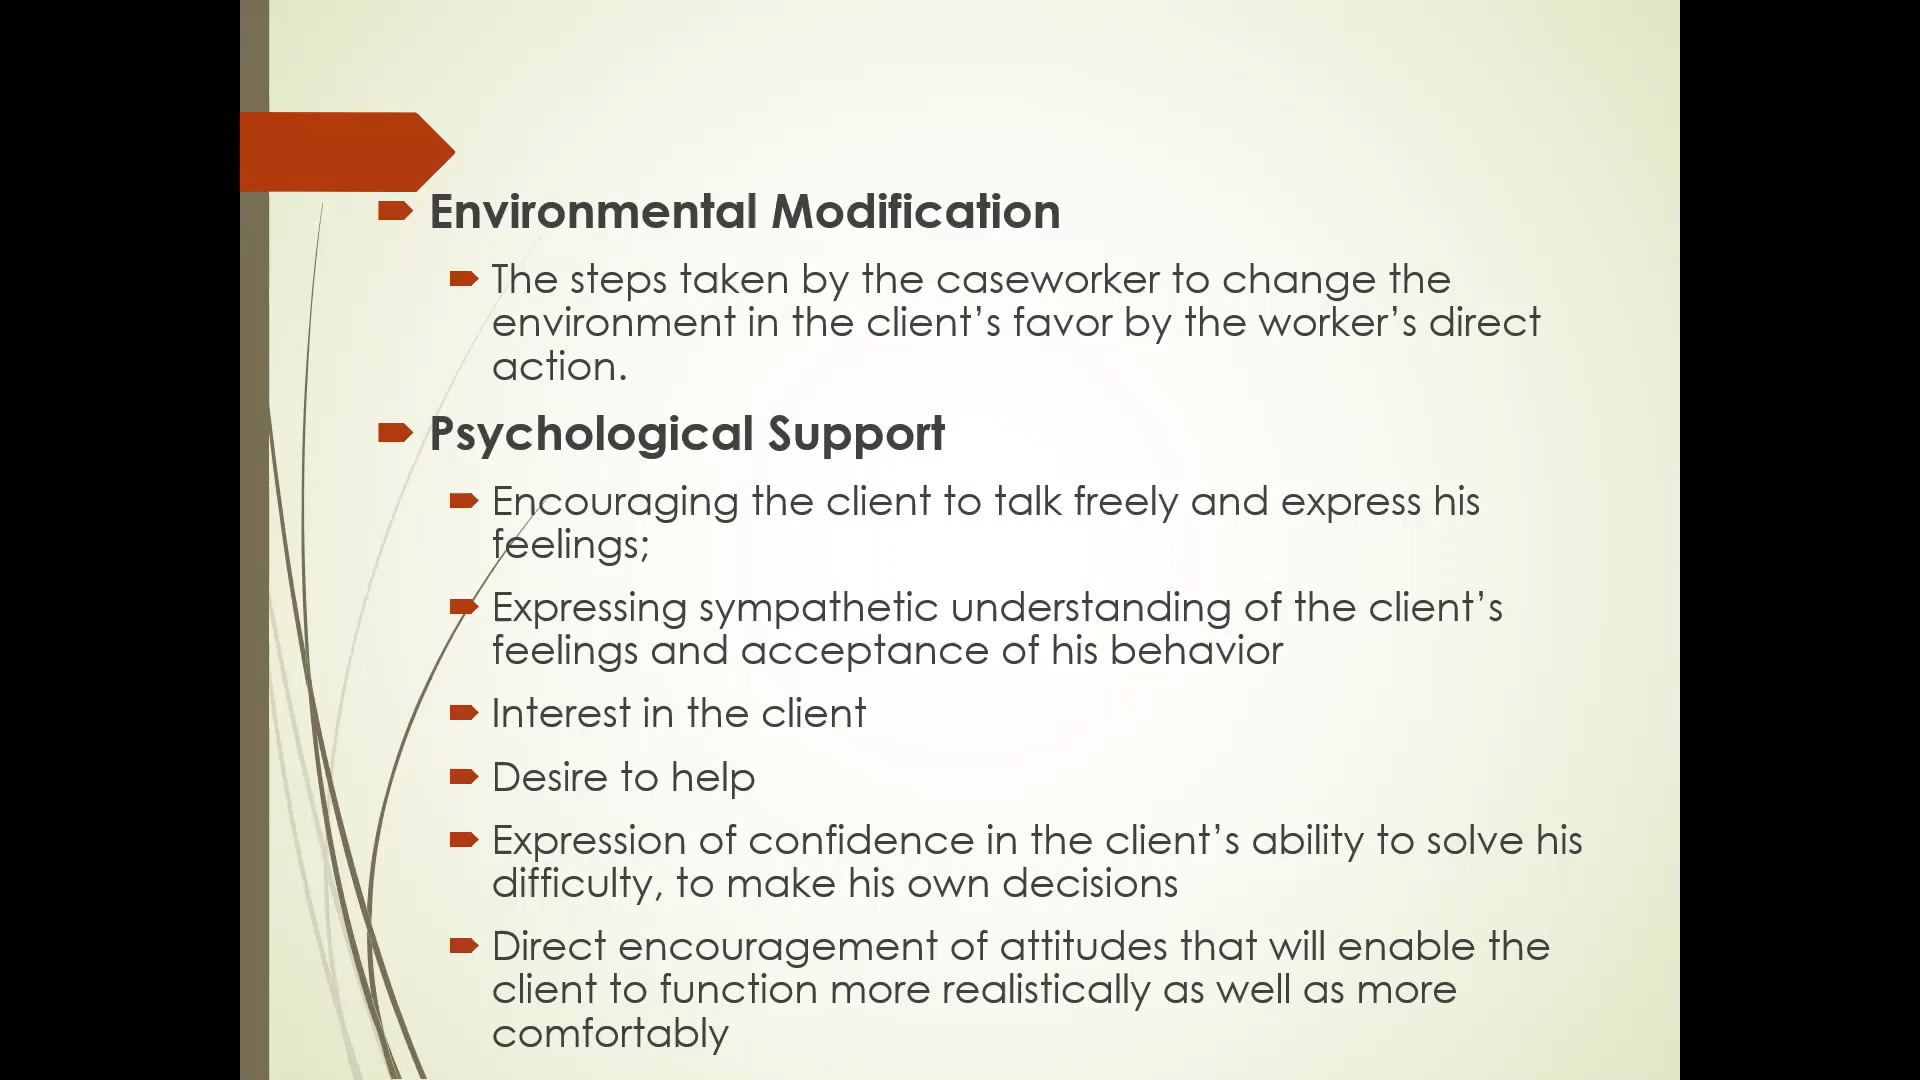 Environmental Modification
The steps taken by the caseworker to change the
environment in the client’s favor by the worker’s direct
action.
Psychological Support
Encouraging the client to talk freely and express his
feelings;
Expressing sympathetic understanding of the client’s
feelings and acceptance of his behavior
Interest in the client
Desire to help
Expression of confidence in the client’s ability to solve his
difficulty, to make his own decisions
Direct encouragement of attitudes that will enable the
client to function more realistically as well as more
comfortably